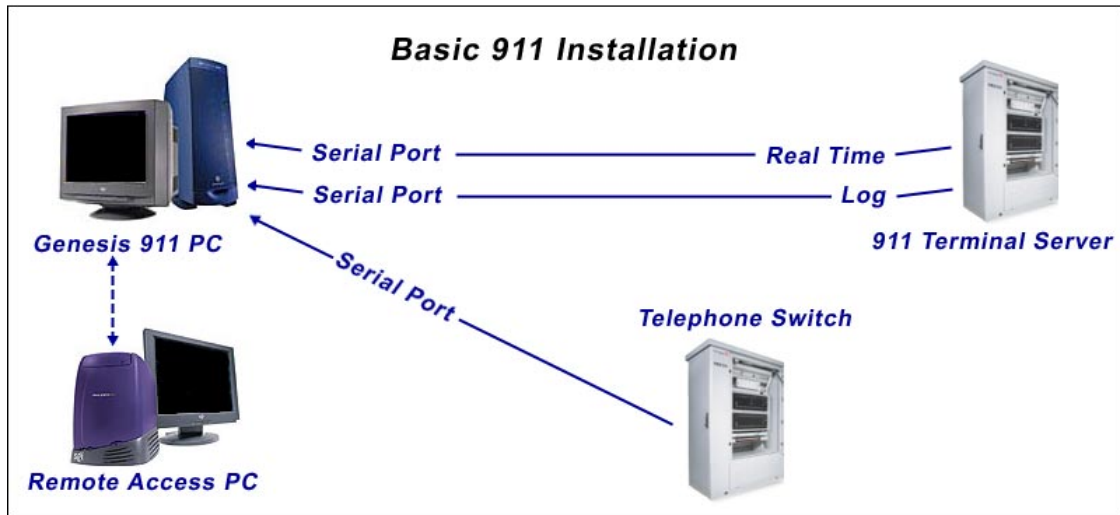 Basic 911 Installation
Serial Port
Real Time
Serial Port
Log
Genesis 911 PC
911 Terminal Server
Serial Port
Telephone Switch
Remote Access PC